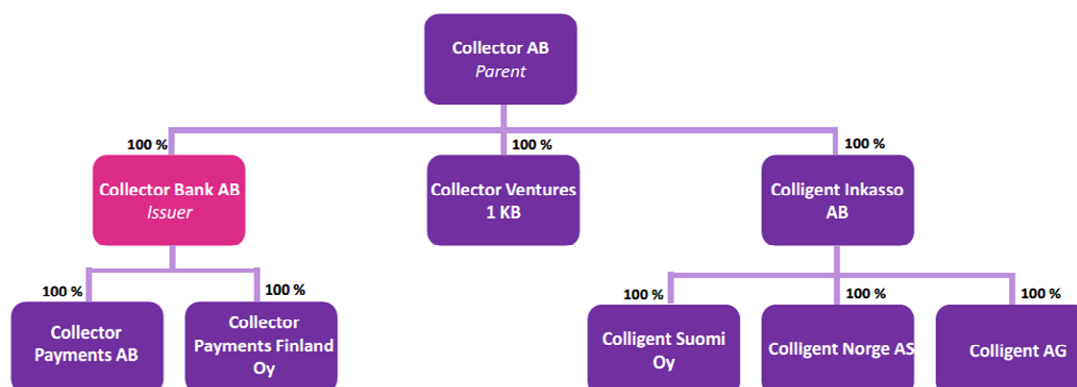 Collector AB
Parent
100 %
100 %
100 %
Collector Bank AB
Issuer
Collector Ventures
1 KB
Colligent Inkasso
AB
100 %
100 %
100 %
100 %
100 %
Collector
Payments AB
Collector
Payments Finland
Oy
Colligent Suomi
Oy
Colligent Norge AS
Colligent AG